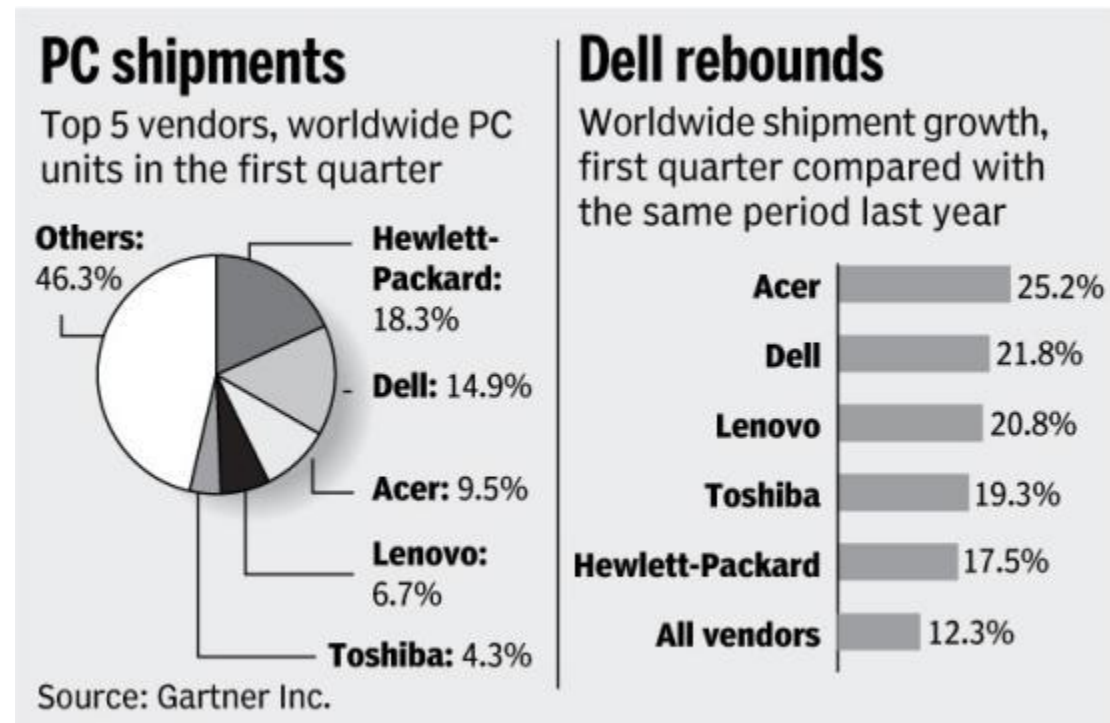 PC shipments
Top 5 vendors, worldwide PC
units in the first quarter
Others:
46.3%
Hewlett-
Packard:
18.3%
Dell: 14.9%
Acer: 9.5%
Lenovo:
6.7%
Toshiba: 4.3%
Source: Gartner Inc.
Dell rebounds
Worldwide shipment growth,
first quarter compared with
the same period last year
Acer 25.2%
Dell 21.8%
Lenovo 20.8%
Toshiba 19.3%
Hewlett-Packard 17.5%
All vendors 12.3%